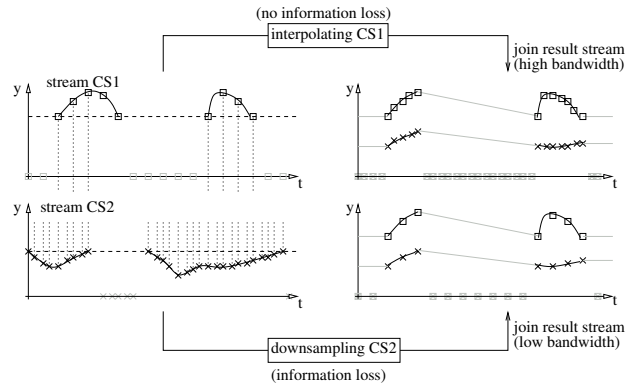 (no information loss)
interpolating CS1
join result stream
(high bandwidth)
stream CS1
y
y
t
t
stream CS2
y
y
t
t
downsampling CS2
join result stream
(low bandwidth)
(information loss)